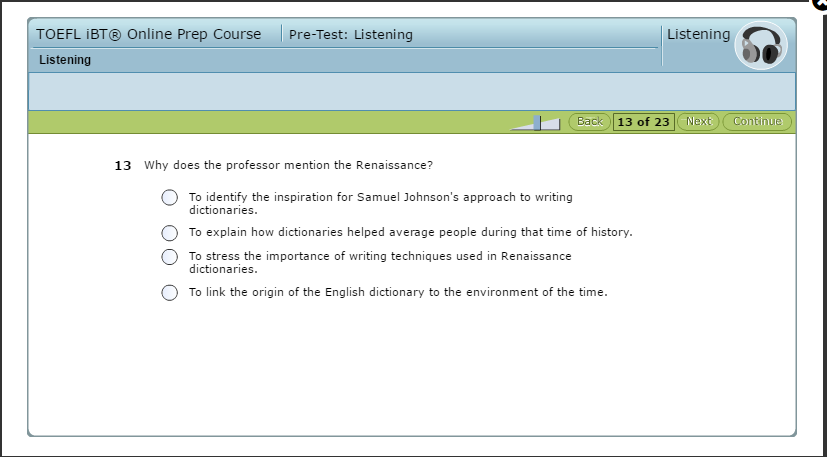 TOEFL iBT® Online Prep Course Pre-Test: Listening Listening
Listening
Back 13 of 23 Next Continue
13 Why does the professor mention the Renaissance?
To identify the inspiration for Samuel Johnson's approach to writing
dictionaries.
To explain how dictionaries helped average people during that time of history.
To stress the importance of writing techniques used in Renaissance
dictionaries.
To link the origin of the English dictionary to the environment of the time.